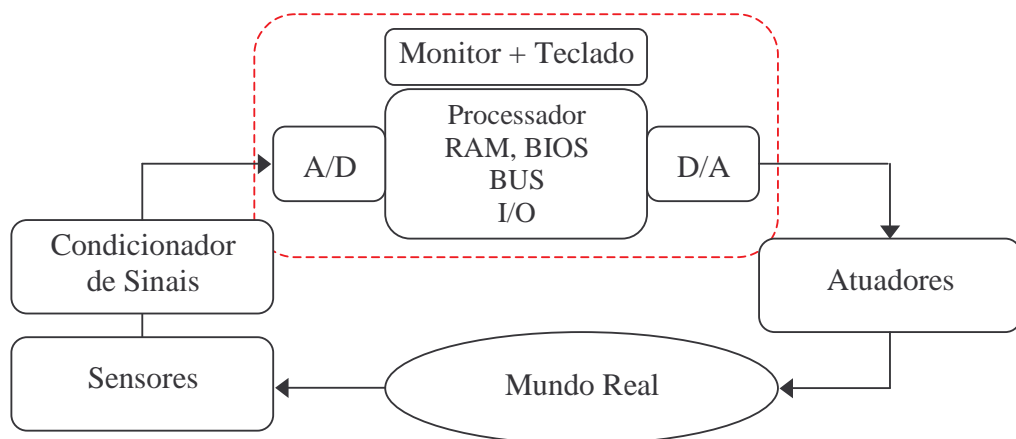 Monitor + Teclado
Processador
RAM, BIOS
BUS
I/O
A/D
D/A
Condicionador
de Sinais
Atuadores
Sensores
Mundo Real